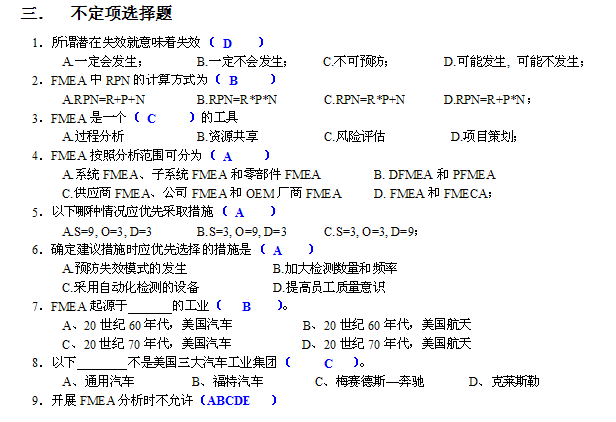 三． 不定项选择题
1．所谓潜在失效就意味着失效（ D ）
A.一定会发生； B.一定不会发生； C.不可预防； D.可能发生, 可能不发生；
2．FMEA 中 RPN 的计算方式为（ B ）
A.RPN=R+P+N B.RPN=R*P*N C.RPN=R*P+N D.RPN=R+P*N；
3．FMEA 是一个（ C ）的工具
A.过程分析 B.资源共享 C.风险评估 D.项目策划；
4．FMEA 按照分析范围可分为（ A ）
A.系统 FMEA、子系统 FMEA 和零部件 FMEA B. DFMEA 和 PFMEA
C.供应商 FMEA、公司 FMEA 和 OEM 厂商 FMEA D. FMEA 和 FMECA；
5．以下哪种情况应优先采取措施（ A ）
A.S=9, O=3, D=3 B.S=3, O=9, D=3 C.S=3, O=3, D=9；
6．确定建议措施时应优先选择的措施是（ A ）
A.预防失效模式的发生 B.加大检测数量和频率
C.采用自动化检测的设备 D.提高员工质量意识
7．FMEA 起源于_______的工业（ B ）。
A、20 世纪 60 年代，美国汽车 B、20 世纪 60 年代，美国航天
C、20 世纪 70 年代，美国汽车 D、20 世纪 70 年代，美国航天
8．以下________不是美国三大汽车工业集团（ C ）。
A、通用汽车 B、福特汽车 C、梅赛德斯—奔驰 D、克莱斯勒
9．开展 FMEA 分析时不允许（ABCDE ）